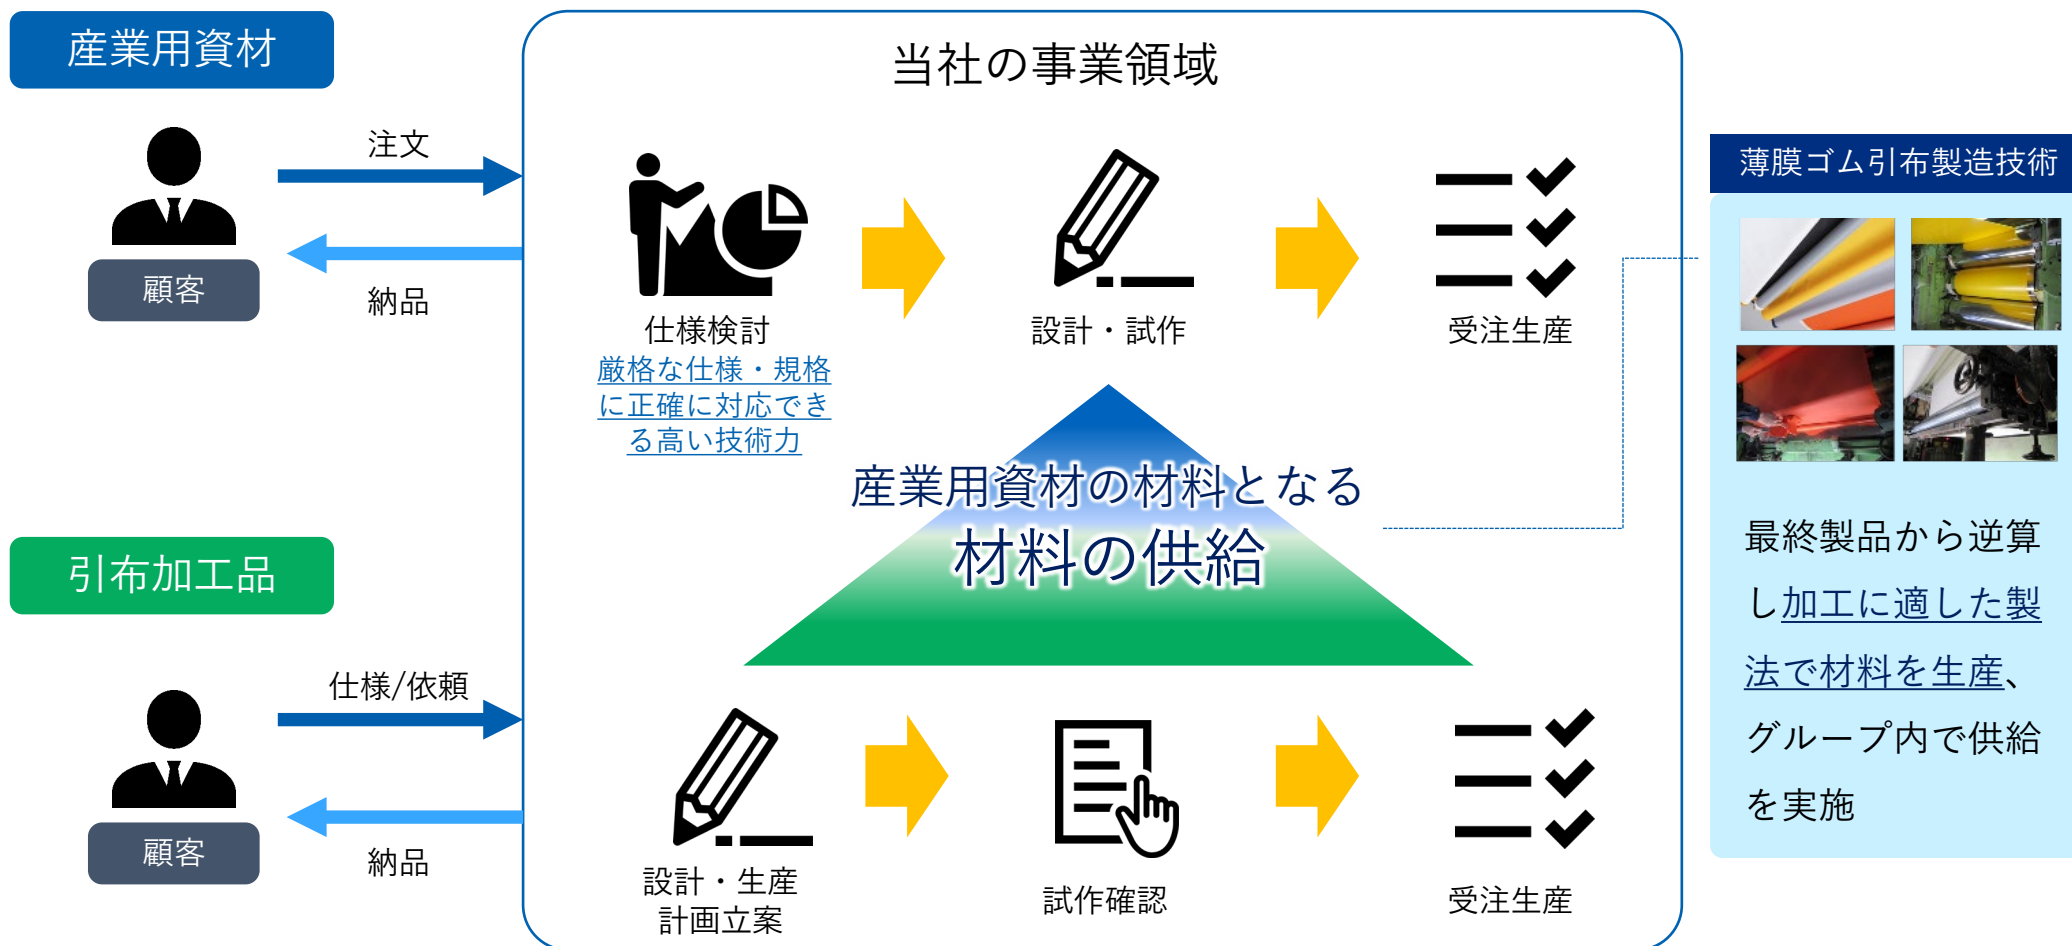 産業用資材
当社の事業領域
注文
顧客
納品
仕様検討
厳格な仕様・規格
に正確に対応でき
る高い技術力
設計・試作
受注生産
薄膜ゴム引布製造技術
産業用資材の材料となる
材料の供給
最終製品から逆算
し加工に適した製
法で材料を生産、
グループ内で供給
を実施
引布加工品
仕様/依頼
顧客
納品
設計・生産
計画立案
試作確認
受注生産